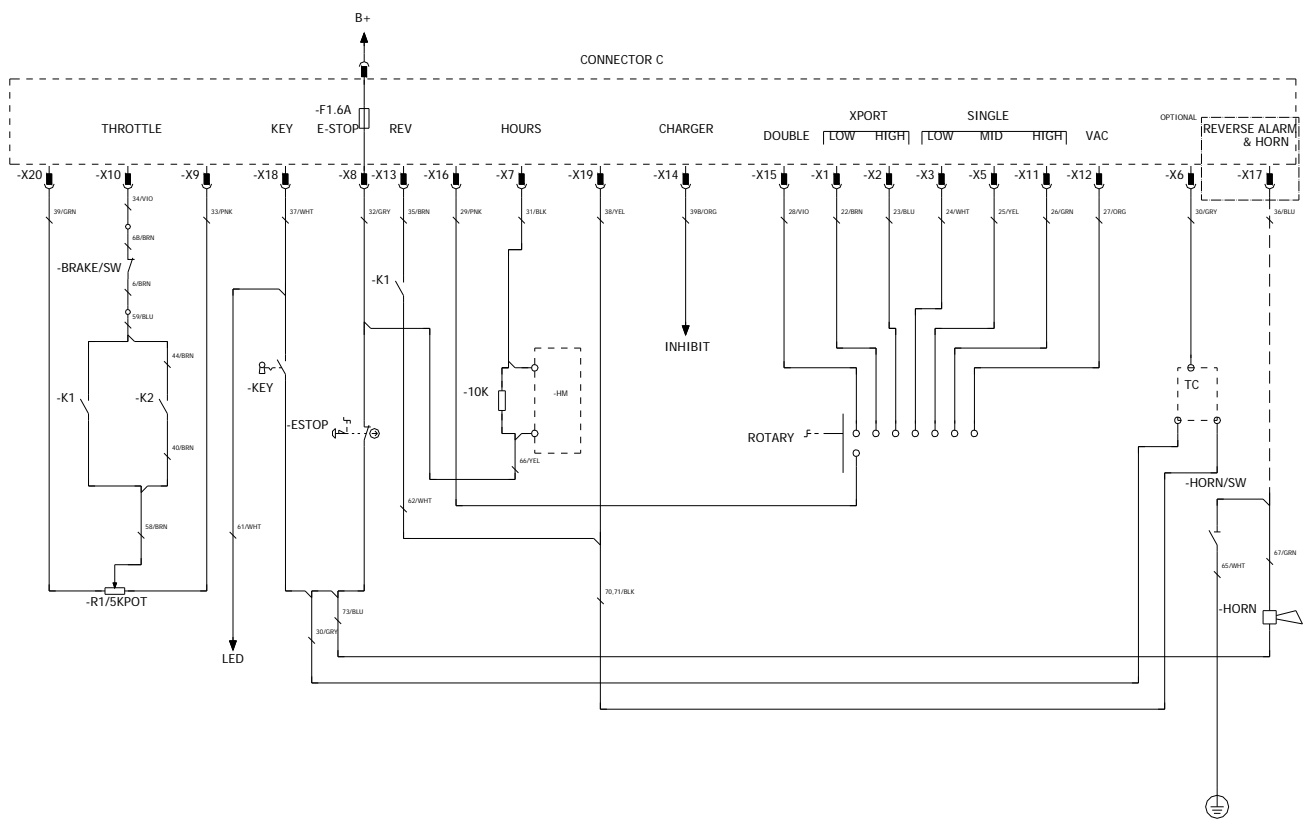 B+
CONNECTOR C
-F1.6A
THROTTLE KEY E-STOP REV HOURS CHARGER
DOUBLE
XPORT
LOW HIGH
SINGLE
LOW MID HIGH
VAC
OPTIONAL
REVERSE ALARM
& HORN
-X20 -X10 -X9 -X18 -X8 -X13 -X16 -X7 -X19 -X14 -X15 -X1 -X2 -X3 -X5 -X11 -X12 -X6 -X17
39/GRN 34/VIO 33/PNK 37/WHT 32/GRY 35/BRN 29/PNK 31/BLK 38/YEL 39B/ORG 28/VIO 22/BRN 23/BLU 24/WHT 25/YEL 26/GRN 27/ORG 30/GRY 36/BLU
68/BRN
-BRAKE/SW
6/BRN
59/BLU
44/BRN
-K1
-K2
40/BRN
58/BRN
-R1/5KPOT
-KEY
-ESTOP
61/WHT
LED
-K1
62/WHT
-10K
-HM
66/YEL
INHIBIT
ROTARY
TC
-HORN/SW
65/WHT
67/GRN
-HORN
70,71/BLK
73/BLU
30/GRY